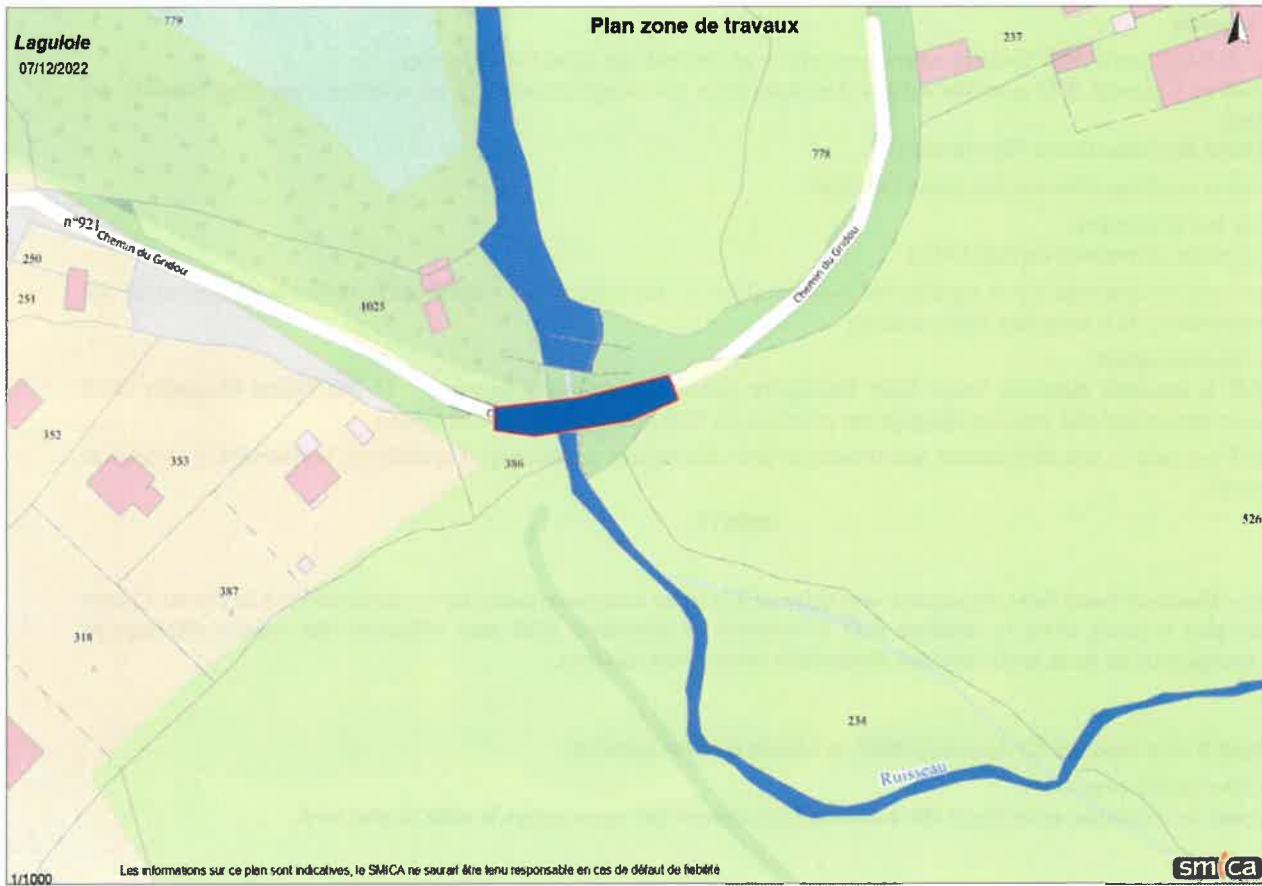 779
Plan zone de travaux
Laguiole
07/12/2022
237
778
n°921
Chemin du Gridou
Chemin du Gridou
250
251
1025
C
352
353
386
526
387
318
234
Ruisseau
1/1000
Les informations sur ce plan sont indicatives, le SMICA ne saurait être tenu responsable en cas de défaut de fiabilité
smica